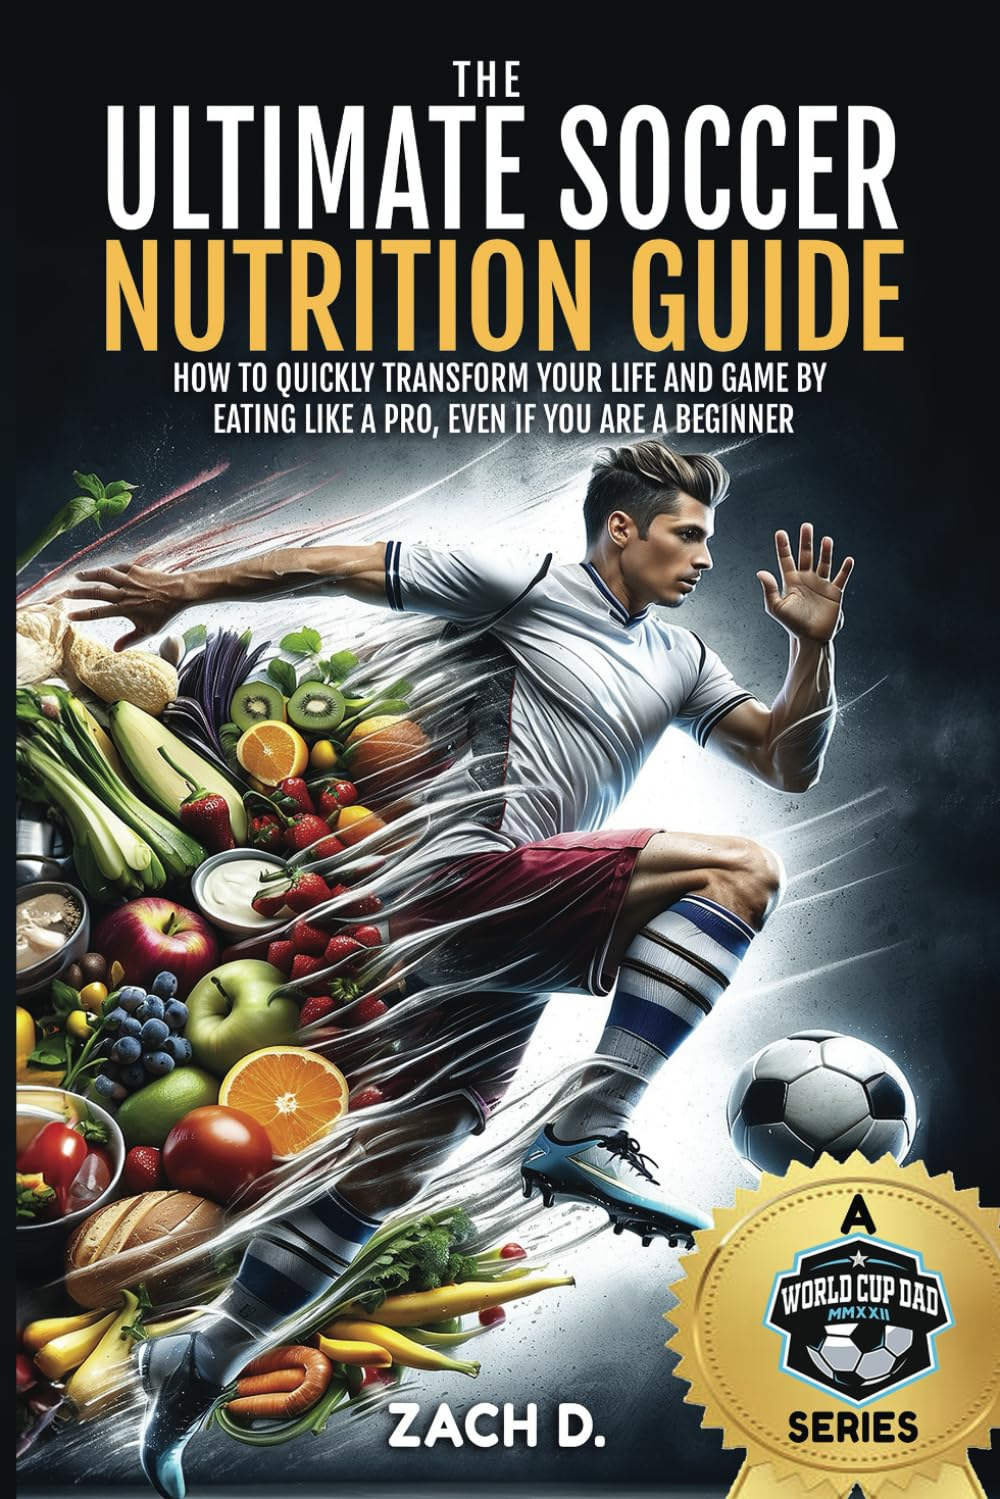 THE
ULTIMATE SOCCER
NUTRITION GUIDE
HOW TO QUICKLY TRANSFORM YOUR LIFE AND GAME BY
EATING LIKE A PRO, EVEN IF YOU ARE A BEGINNER
A
WORLD CUP DAD
MMXXII
SERIES
ZACH D.